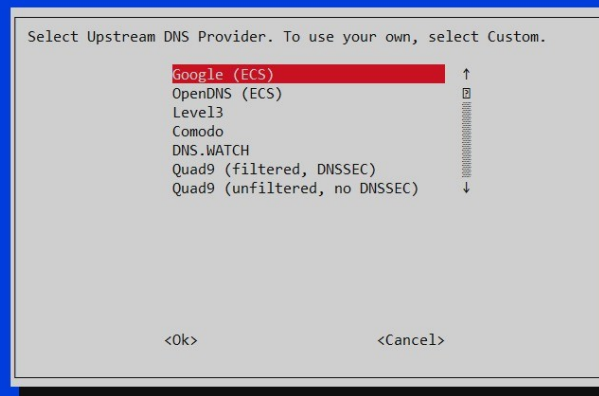 Select Upstream DNS Provider. To use your own, select Custom.
Google (ECS)
OpenDNS (ECS)
Level3
Comodo
DNS.WATCH
Quad9 (filtered, DNSSEC)
Quad9 (unfiltered, no DNSSEC)
<Ok> <Cancel>